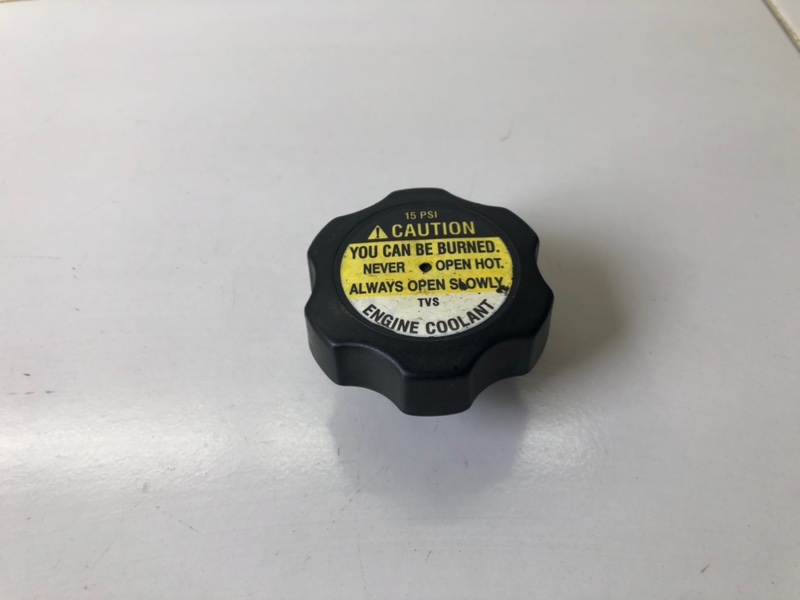 15 PSI
CAUTION
YOU CAN BE BURNED.
NEVER OPEN HOT.
ALWAYS OPEN SLOWLY
TVS
ENGINE COOLANT